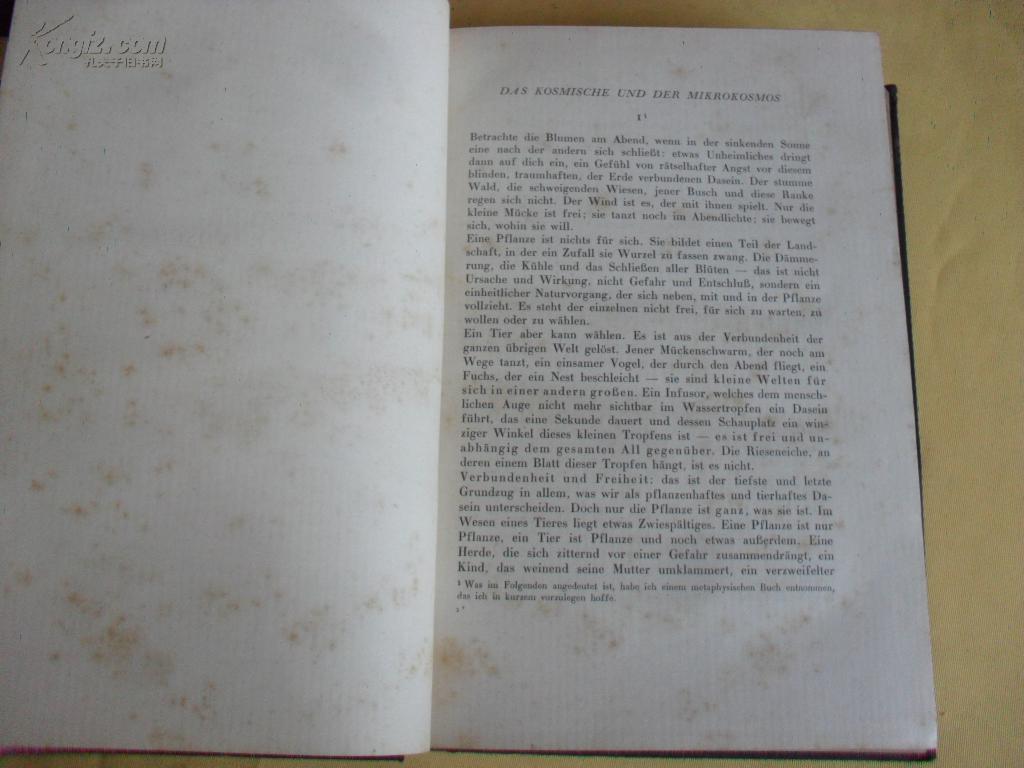 Kongfz.com
孔夫子旧书网
DAS KOSMISCHE UND DER MIKROKOSMOS
1¹
Betrachte die Blumen am Abend, wenn in der sinkenden Sonne
eine nach der andern sich schließt: etwas Unheimliches dringt
dann auf dich ein, ein Gefühl von rätselhafter Angst vor diesem
blinden, traumhaften, der Erde verbundenen Dasein. Der stumme
Wald, die schweigenden Wiesen, jener Busch und diese Ranke
regen sich nicht. Der Wind ist es, der mit ihnen spielt. Nur die
kleine Mücke ist frei; sie tanzt noch im Abendlichte; sie bewegt
sich, wohin sie will.
Eine Pflanze ist nichts für sich. Sie bildet einen Teil der Land-
schaft, in der ein Zufall sie Wurzel zu fassen zwang. Die Dämme-
rung, die Kühle und das Schließen aller Blüten — das ist nicht
Ursache und Wirkung, nicht Gefahr und Entschluß, sondern ein
einheitlicher Naturvorgang, der sich neben, mit und in der Pflanze
vollzieht. Es steht der einzelnen nicht frei, für sich zu warten, zu
wollen oder zu wählen.
Ein Tier aber kann wählen. Es ist aus der Verbundenheit der
ganzen übrigen Welt gelöst. Jener Mückenschwarm, der noch am
Wege tanzt, ein einsamer Vogel, der durch den Abend fliegt, ein
Fuchs, der ein Nest beschleicht — sie sind kleine Welten für
sich in einer andern großen. Ein Infusor, welches dem mensch-
lichen Auge nicht mehr sichtbar im Wassertropfen ein Dasein
führt, das eine Sekunde dauert und dessen Schauplatz ein win-
ziger Winkel dieses kleinen Tropfens ist — es ist frei und un-
abhängig dem gesamten All gegenüber. Die Rieseneiche, an
deren einem Blatt dieser Tropfen hängt, ist es nicht.
Verbundenheit und Freiheit: das ist der tiefste und letzte
Grundzug in allem, was wir als pflanzenhaftes und tierhaftes Da-
sein unterscheiden. Doch nur die Pflanze ist ganz, was sie ist. Im
Wesen eines Tieres liegt etwas Zwiespältiges. Eine Pflanze ist nur
Pflanze, ein Tier ist Pflanze und noch etwas außerdem. Eine
Herde, die sich zitternd vor einer Gefahr zusammendrängt, ein
Kind, das weinend seine Mutter umklammert, ein verzweifelter
¹ Was im Folgenden angedeutet ist, habe ich einem metaphysischen Buch entnommen,
das ich in kurzem vorzulegen hoffe.
2*